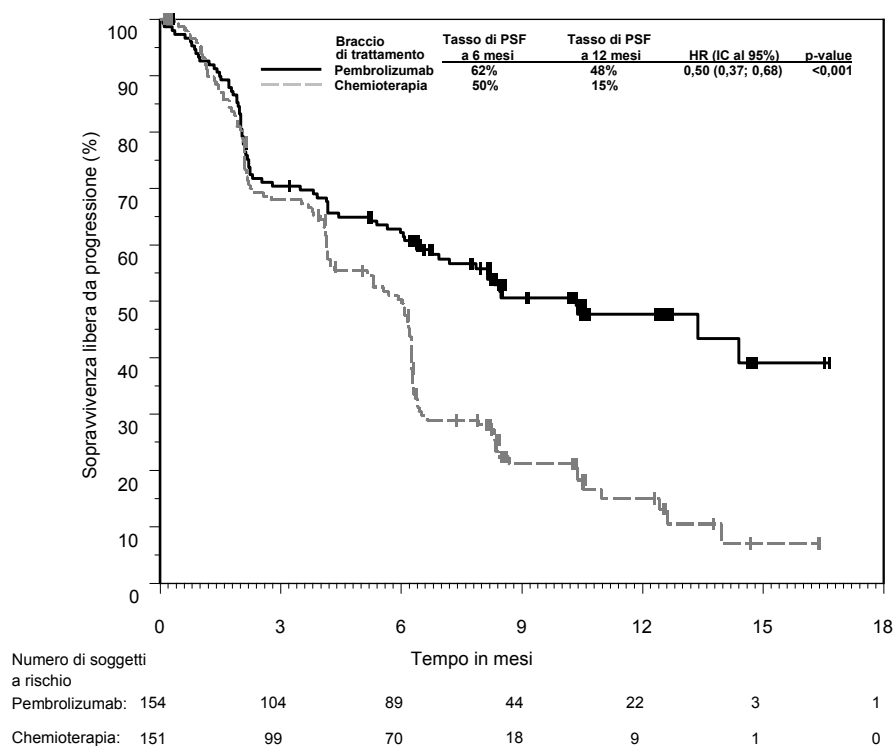 Braccio di trattamento Tasso di PSF a 6 mesi Tasso di PSF a 12 mesi HR (IC al 95%) p-value
Pembrolizumab 62% 48% 0,50 (0,37; 0,68) <0,001
Chemioterapia 50% 15%
Sopravvivenza libera da progressione (%)
100
90
80
70
60
50
40
30
20
10
0
0 3 6 9 12 15 18
Tempo in mesi
Numero di soggetti
a rischio
Pembrolizumab: 154 104 89 44 22 3 1
Chemioterapia: 151 99 70 18 9 1 0